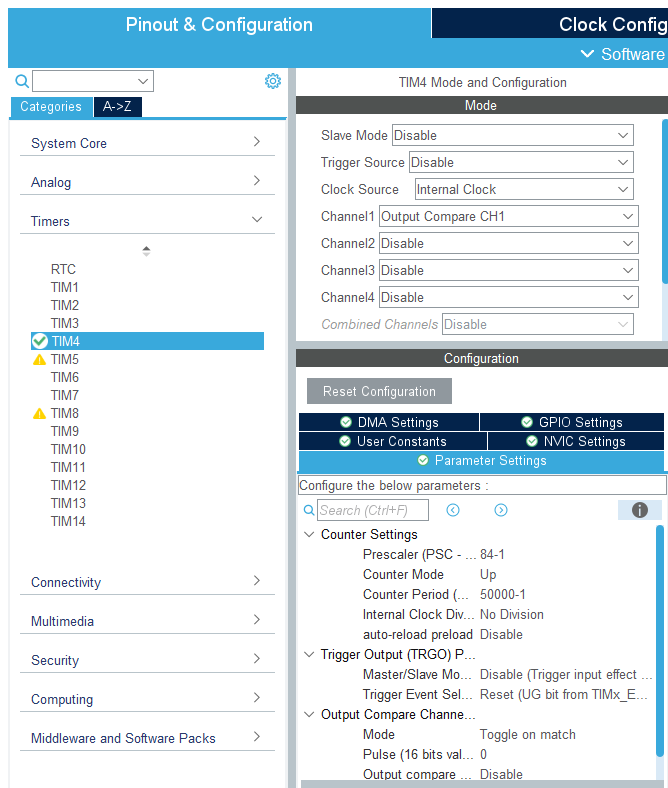 Pinout & Configuration
Clock Config
Software
Categories
A->Z
System Core
Analog
Timers
RTC
TIM1
TIM2
TIM3
TIM4
TIM5
TIM6
TIM7
TIM8
TIM9
TIM10
TIM11
TIM12
TIM13
TIM14
Connectivity
Multimedia
Security
Computing
Middleware and Software Packs
TIM4 Mode and Configuration
Mode
Slave Mode Disable
Trigger Source Disable
Clock Source Internal Clock
Channel1 Output Compare CH1
Channel2 Disable
Channel3 Disable
Channel4 Disable
Combined Channels Disable
Configuration
Reset Configuration
DMA Settings
GPIO Settings
User Constants
NVIC Settings
Parameter Settings
Configure the below parameters :
Search (Ctrl+F)
Counter Settings
Prescaler (PSC - ... 84-1
Counter Mode Up
Counter Period (... 50000-1
Internal Clock Div... No Division
auto-reload preload Disable
Trigger Output (TRGO) P...
Master/Slave Mo... Disable (Trigger input effect ...
Trigger Event Sel... Reset (UG bit from TIMx_E...
Output Compare Channe...
Mode Toggle on match
Pulse (16 bits val... 0
Output compare ... Disable